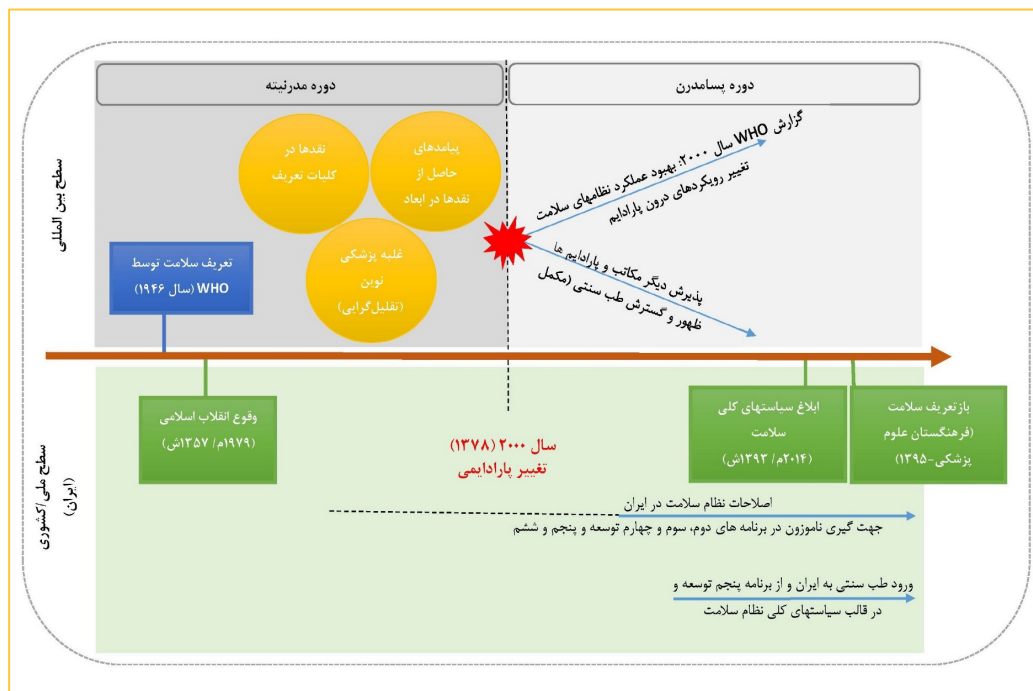 دوره مدرنیته
دوره پسامدرن
سطح بین المللی
نقدها در
کلیات تعریف
پیامدهای
حاصل از
نقدها در ابعاد
غلبه پزشکی
نوین
(تقلیل‌گرایی)
گزارش WHO سال ۲۰۰۰: بهبود عملکرد نظامهای سلامت
تغییر رویکردهای درون پارادایم
پذیرش دیگر مکاتب و پارادایم ها
ظهور و گسترش طب سنتی (مکمل
تعریف سلامت توسط
WHO (سال ۱۹۴۶)
سطح ملی/کشوری
(ایران)
وقوع انقلاب اسلامی
(۱۹۷۹م/ ۱۳۵۷ش)
سال ۲۰۰۰ (۱۳۷۸)
تغییر پارادایمی
ابلاغ سیاستهای کلی
سلامت
(۲۰۱۴م/ ۱۳۹۳ش)
بازتعریف سلامت
(فرهنگستان علوم
پزشکی-۱۳۹۵)
اصلاحات نظام سلامت در ایران
جهت گیری ناموزون در برنامه های دوم، سوم و چهارم توسعه و پنجم و ششم
ورود طب سنتی به ایران و از برنامه پنجم توسعه و
در قالب سیاستهای کلی نظام سلامت